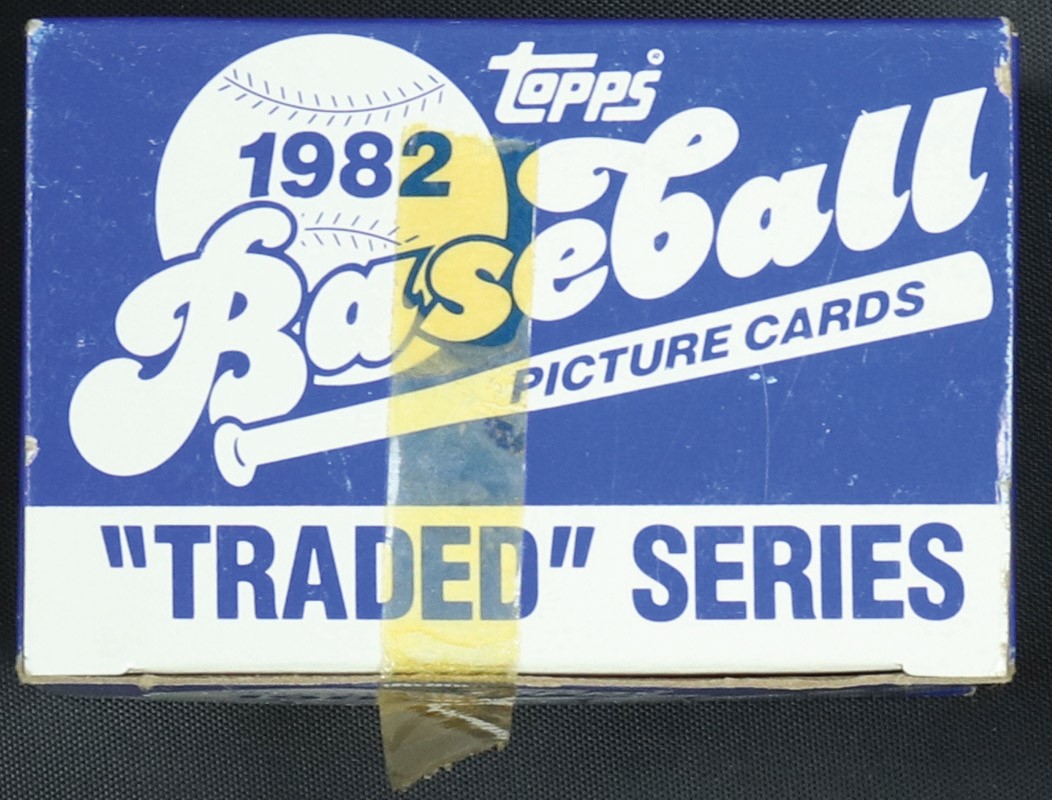 Topps®
1982
Baseball
PICTURE CARDS
"TRADED" SERIES